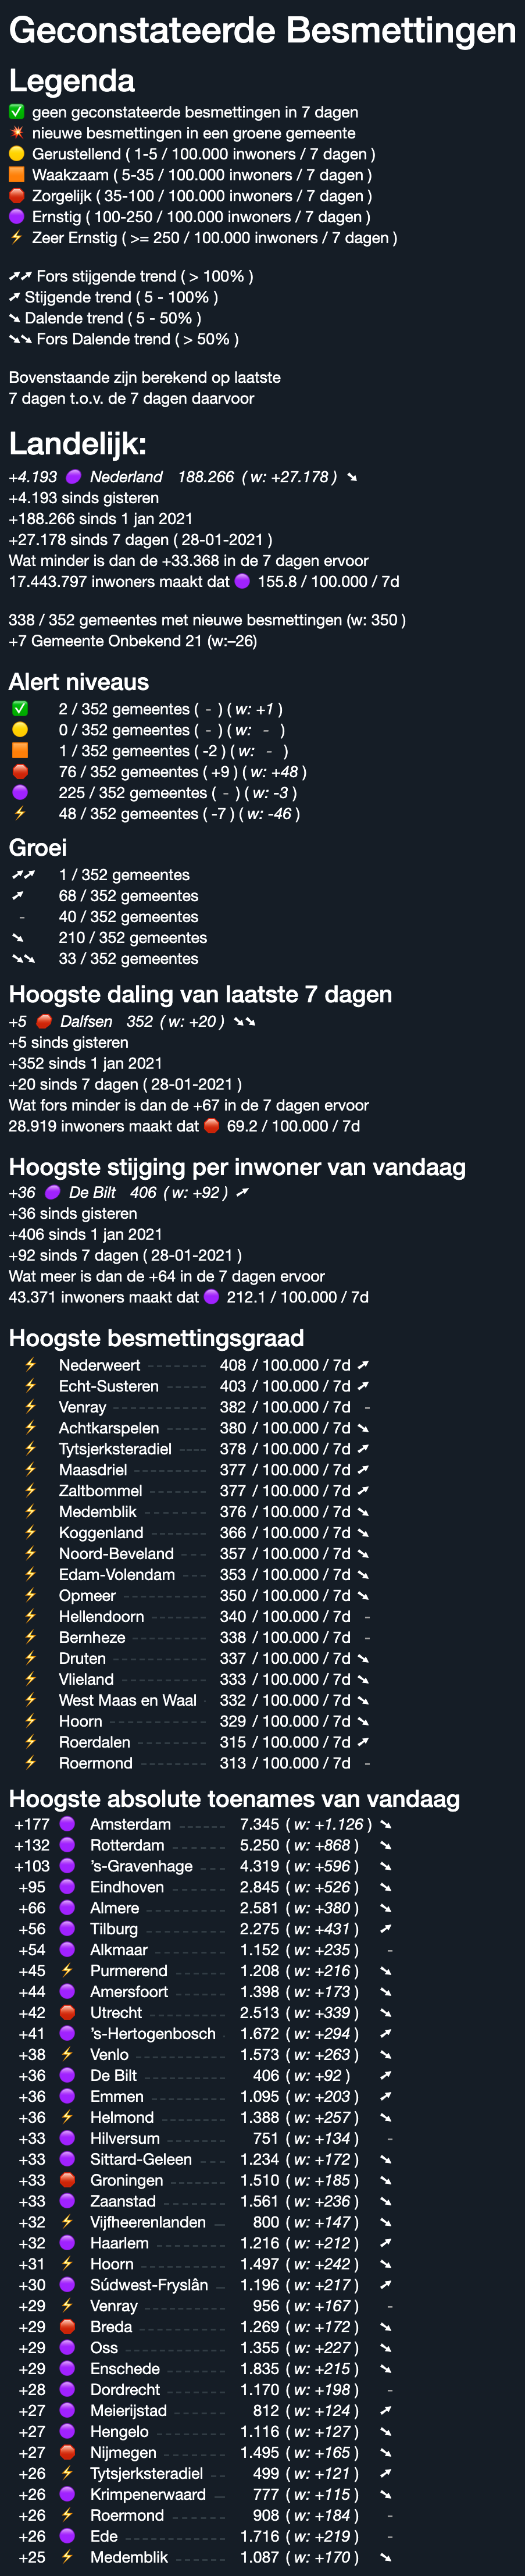 Geconstateerde Besmettingen
Legenda
✅ geen geconstateerde besmettingen in 7 dagen
💥 nieuwe besmettingen in een groene gemeente
🟡 Gerustellend ( 1-5 / 100.000 inwoners / 7 dagen )
🟧 Waakzaam ( 5-35 / 100.000 inwoners / 7 dagen )
🛑 Zorgelijk ( 35-100 / 100.000 inwoners / 7 dagen )
🟣 Ernstig ( 100-250 / 100.000 inwoners / 7 dagen )
⚡ Zeer Ernstig ( >= 250 / 100.000 inwoners / 7 dagen )
➚➚ Fors stijgende trend ( > 100% )
➚ Stijgende trend ( 5 - 100% )
➘ Dalende trend ( 5 - 50% )
➘➘ Fors Dalende trend ( > 50% )
Bovenstaande zijn berekend op laatste
7 dagen t.o.v. de 7 dagen daarvoor
Landelijk:
+4.193 🟣 Nederland 188.266 ( w: +27.178 ) ➘
+4.193 sinds gisteren
+188.266 sinds 1 jan 2021
+27.178 sinds 7 dagen ( 28-01-2021 )
Wat minder is dan de +33.368 in de 7 dagen ervoor
17.443.797 inwoners maakt dat 🟣 155.8 / 100.000 / 7d
338 / 352 gemeentes met nieuwe besmettingen (w: 350 )
+7 Gemeente Onbekend 21 (w:–26)
Alert niveaus
✅ 2 / 352 gemeentes ( - ) ( w: +1 )
🟡 0 / 352 gemeentes ( - ) ( w: - )
🟧 1 / 352 gemeentes ( -2 ) ( w: - )
🛑 76 / 352 gemeentes ( +9 ) ( w: +48 )
🟣 225 / 352 gemeentes ( - ) ( w: -3 )
⚡ 48 / 352 gemeentes ( -7 ) ( w: -46 )
Groei
➚➚ 1 / 352 gemeentes
➚ 68 / 352 gemeentes
- 40 / 352 gemeentes
➘ 210 / 352 gemeentes
➘➘ 33 / 352 gemeentes
Hoogste daling van laatste 7 dagen
+5 🛑 Dalfsen 352 ( w: +20 ) ➘➘
+5 sinds gisteren
+352 sinds 1 jan 2021
+20 sinds 7 dagen ( 28-01-2021 )
Wat fors minder is dan de +67 in de 7 dagen ervoor
28.919 inwoners maakt dat 🛑 69.2 / 100.000 / 7d
Hoogste stijging per inwoner van vandaag
+36 🟣 De Bilt 406 ( w: +92 ) ➚
+36 sinds gisteren
+406 sinds 1 jan 2021
+92 sinds 7 dagen ( 28-01-2021 )
Wat meer is dan de +64 in de 7 dagen ervoor
43.371 inwoners maakt dat 🟣 212.1 / 100.000 / 7d
Hoogste besmettingsgraad
⚡ Nederweert 408 / 100.000 / 7d ➚
⚡ Echt-Susteren 403 / 100.000 / 7d ➚
⚡ Venray 382 / 100.000 / 7d -
⚡ Achtkarspelen 380 / 100.000 / 7d ➘
⚡ Tytsjerksteradiel 378 / 100.000 / 7d ➚
⚡ Maasdriel 377 / 100.000 / 7d ➚
⚡ Zaltbommel 377 / 100.000 / 7d ➚
⚡ Medemblik 376 / 100.000 / 7d ➘
⚡ Koggenland 366 / 100.000 / 7d ➘
⚡ Noord-Beveland 357 / 100.000 / 7d ➘
⚡ Edam-Volendam 353 / 100.000 / 7d ➘
⚡ Opmeer 350 / 100.000 / 7d ➘
⚡ Hellendoorn 340 / 100.000 / 7d -
⚡ Bernheze 338 / 100.000 / 7d -
⚡ Druten 337 / 100.000 / 7d ➘
⚡ Vlieland 333 / 100.000 / 7d ➘
⚡ West Maas en Waal 332 / 100.000 / 7d ➘
⚡ Hoorn 329 / 100.000 / 7d ➘
⚡ Roerdalen 315 / 100.000 / 7d ➚
⚡ Roermond 313 / 100.000 / 7d -
Hoogste absolute toenames van vandaag
+177 🟣 Amsterdam 7.345 ( w: +1.126 ) ➘
+132 🟣 Rotterdam 5.250 ( w: +868 ) ➘
+103 🟣 's-Gravenhage 4.319 ( w: +596 ) ➘
+95 🟣 Eindhoven 2.845 ( w: +526 ) ➘
+66 🟣 Almere 2.581 ( w: +380 ) ➘
+56 🟣 Tilburg 2.275 ( w: +431 ) ➚
+54 🟣 Alkmaar 1.152 ( w: +235 ) -
+45 ⚡ Purmerend 1.208 ( w: +216 ) ➘
+44 🟣 Amersfoort 1.398 ( w: +173 ) ➘
+42 🛑 Utrecht 2.513 ( w: +339 ) ➘
+41 🟣 's-Hertogenbosch 1.672 ( w: +294 ) ➚
+38 ⚡ Venlo 1.573 ( w: +263 ) ➘
+36 🟣 De Bilt 406 ( w: +92 ) ➚
+36 🟣 Emmen 1.095 ( w: +203 ) ➚
+36 ⚡ Helmond 1.388 ( w: +257 ) ➘
+33 🟣 Hilversum 751 ( w: +134 ) -
+33 🟣 Sittard-Geleen 1.234 ( w: +172 ) ➘
+33 🛑 Groningen 1.510 ( w: +185 ) ➘
+33 🟣 Zaanstad 1.561 ( w: +236 ) ➘
+32 ⚡ Vijfheerenlanden 800 ( w: +147 ) ➘
+32 🟣 Haarlem 1.216 ( w: +212 ) ➚
+31 ⚡ Hoorn 1.497 ( w: +242 ) ➘
+30 🟣 Súdwest-Fryslân 1.196 ( w: +217 ) ➚
+29 ⚡ Venray 956 ( w: +167 ) -
+29 🛑 Breda 1.269 ( w: +172 ) ➘
+29 🟣 Oss 1.355 ( w: +227 ) ➘
+29 🟣 Enschede 1.835 ( w: +215 ) ➘
+28 🟣 Dordrecht 1.170 ( w: +198 ) -
+27 🟣 Meierijstad 812 ( w: +124 ) ➚
+27 🟣 Hengelo 1.116 ( w: +127 ) ➘
+27 🛑 Nijmegen 1.495 ( w: +165 ) ➘
+26 ⚡ Tytsjerksteradiel 499 ( w: +121 ) ➚
+26 🟣 Krimpenerwaard 777 ( w: +115 ) ➘
+26 ⚡ Roermond 908 ( w: +184 ) -
+26 🟣 Ede 1.716 ( w: +219 ) -
+25 ⚡ Medemblik 1.087 ( w: +170 ) ➘